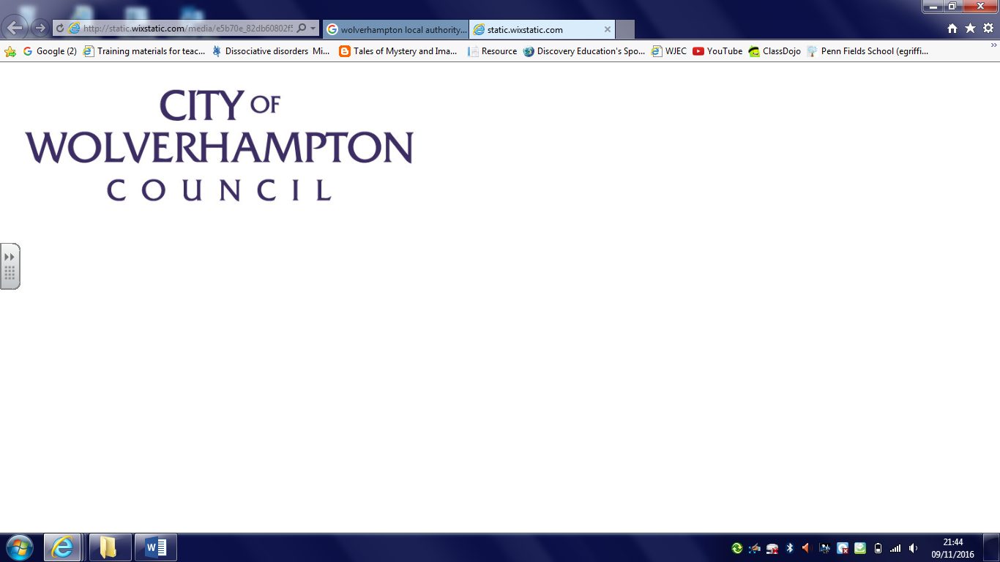 http://static.wixstatic.com/media/e5b70e_82db60802f5
wolverhampton local authority...
static.wixstatic.com
Google (2)
Training materials for teac...
Dissociative disorders Mi...
Tales of Mystery and Ima...
Resource
Discovery Education's Spo...
WJEC
YouTube
ClassDojo
Penn Fields School (egriffi...
CITY OF
WOLVERHAMPTON
COUNCIL
21:44
09/11/2016